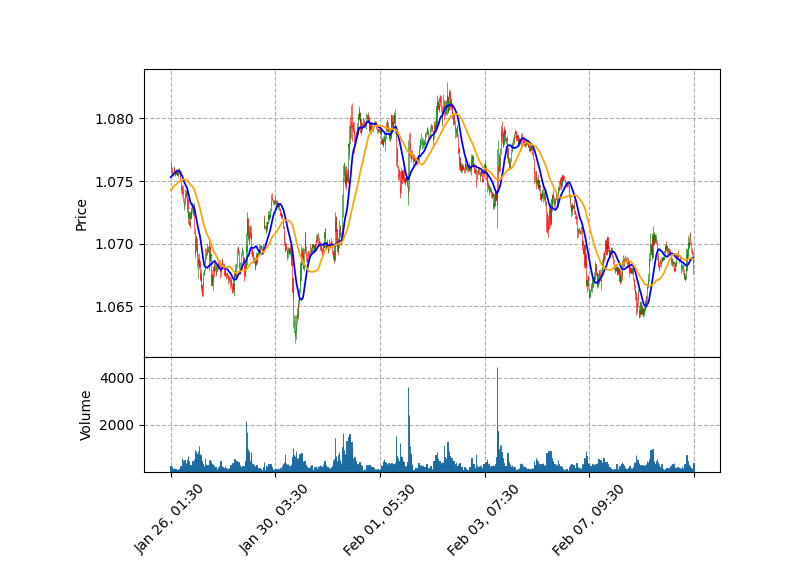 1.080
1.075
1.070
1.065
Price
4000
2000
Volume
Jan 26, 01:30
Jan 30, 03:30
Feb 01, 05:30
Feb 03, 07:30
Feb 07, 09:30